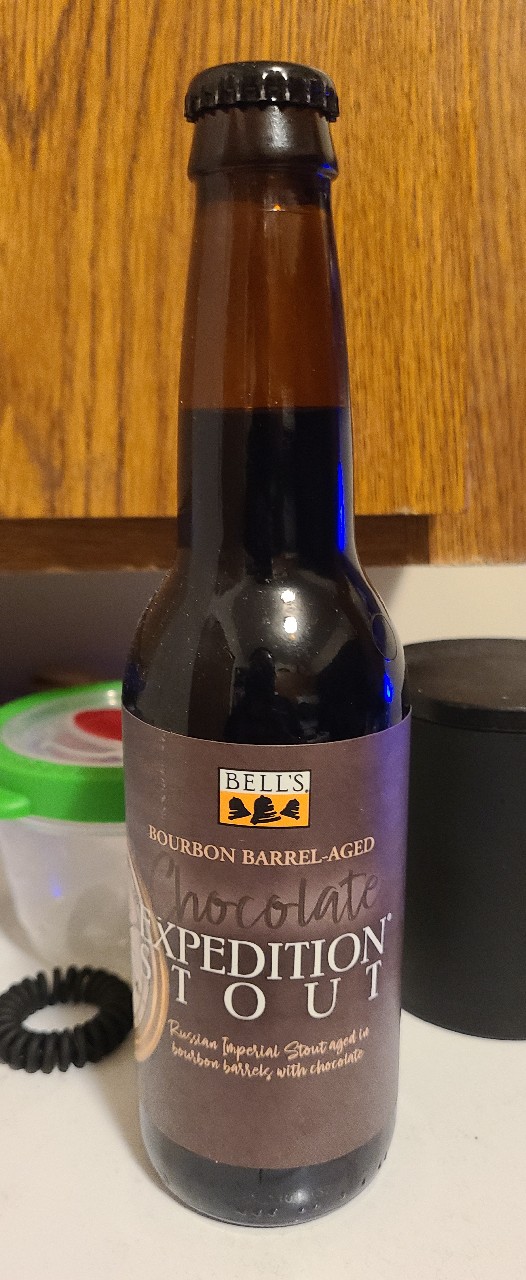 BELL'S®
BOURBON BARREL-AGED
Chocolate
EXPEDITION®
STOUT
Russian Imperial Stout aged in
bourbon barrels with chocolate